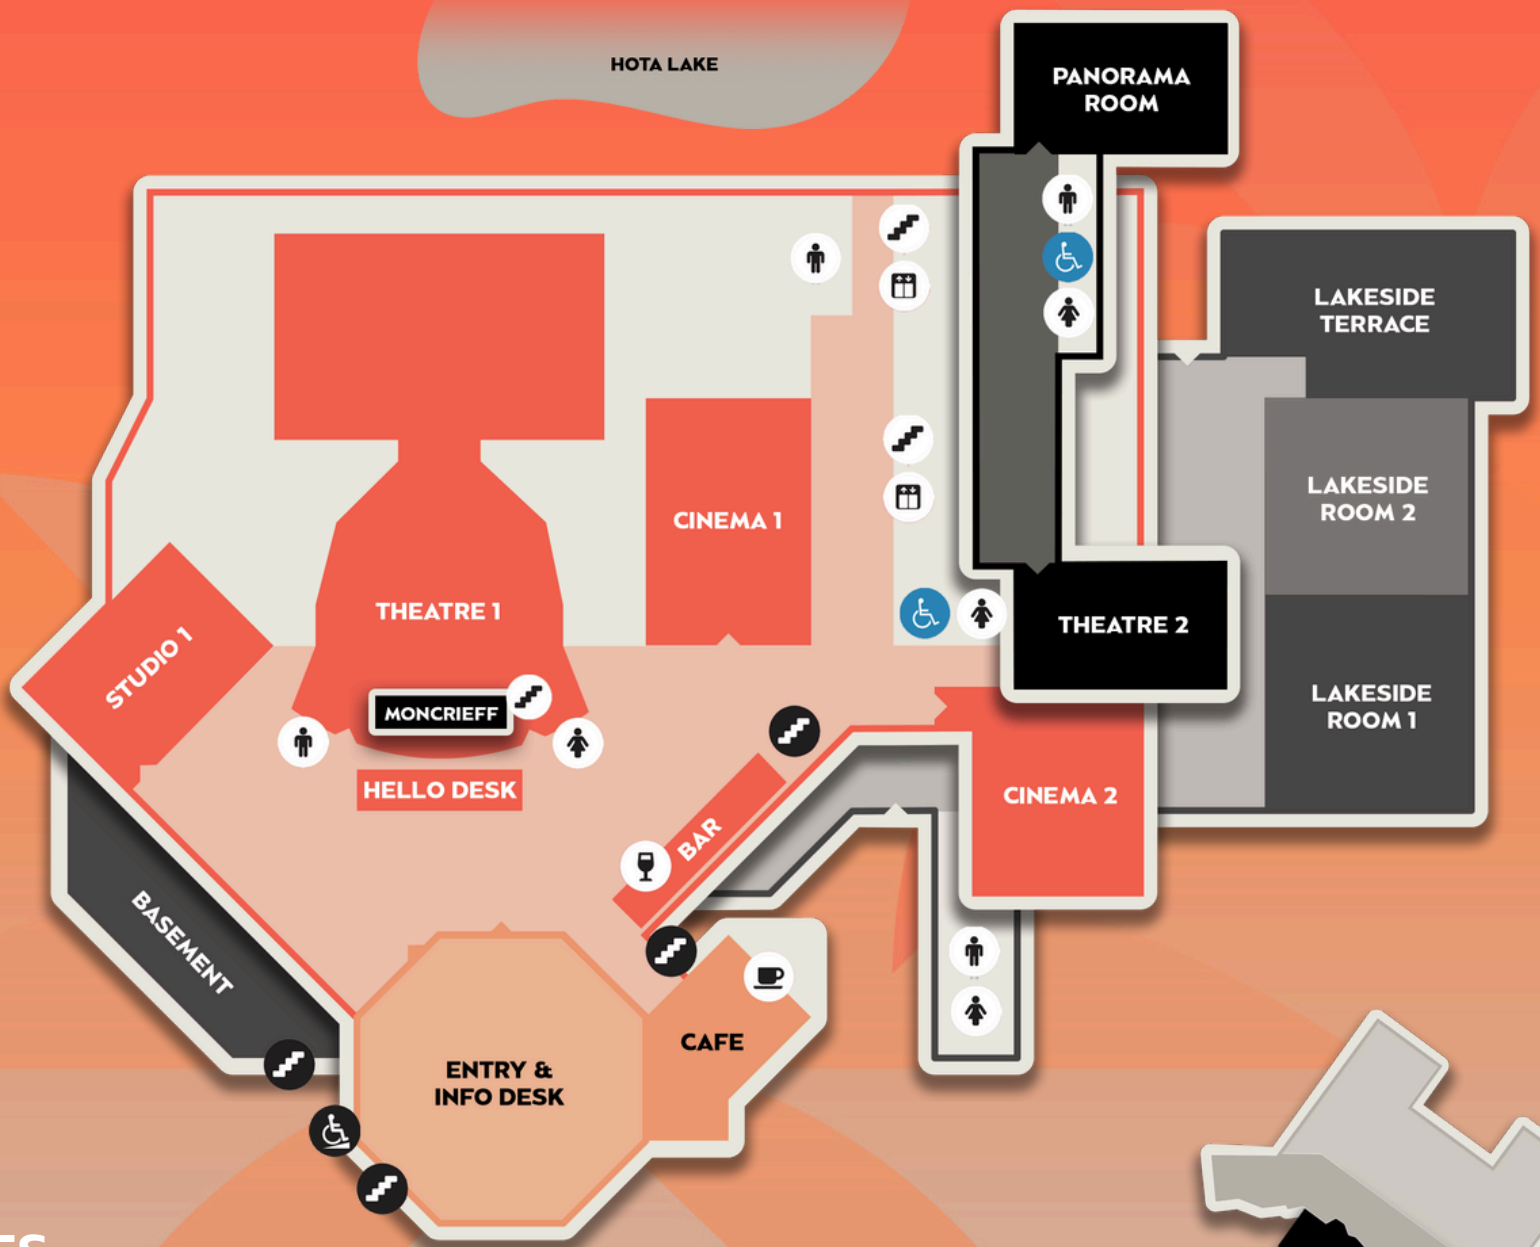 HOTA LAKE
PANORAMA
ROOM
LAKESIDE
TERRACE
LAKESIDE
ROOM 2
CINEMA 1
THEATRE 1
THEATRE 2
STUDIO 1
LAKESIDE
ROOM 1
MONCRIEFF
HELLO DESK
CINEMA 2
BAR
BASEMENT
CAFE
ENTRY &
INFO DESK